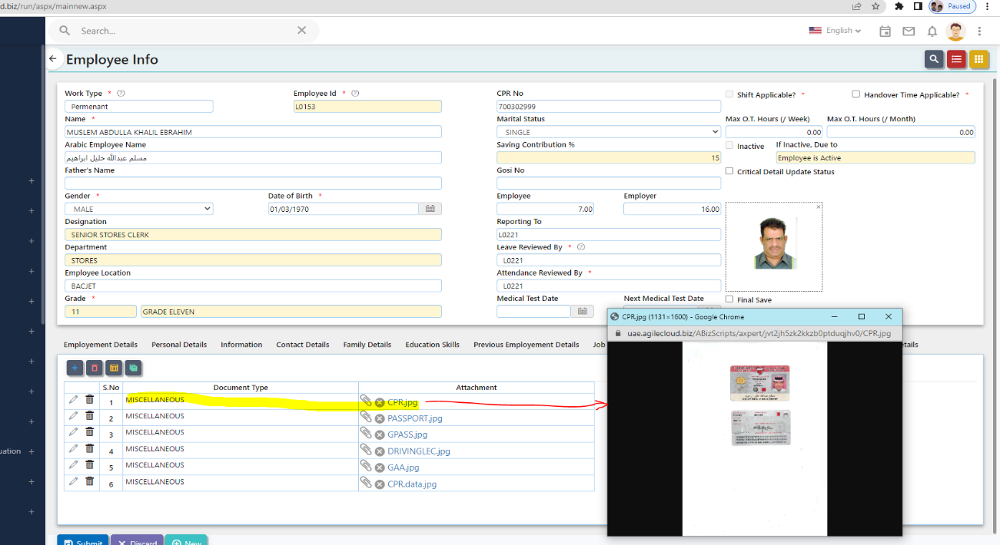 d.biz/run/aspx/mainnew.aspx
Paused
Search...
English
Employee Info
Work Type * ?
Employee Id * ?
CPR No
Shift Applicable? *
Handover Time Applicable? *
Permenant
L0153
700302999
Name *
Marital Status
Max O.T. Hours (/ Week)
Max O.T. Hours (/ Month)
MUSLEM ABDULLA KHALIL EBRAHIM
SINGLE
0.00
0.00
Arabic Employee Name
Saving Contribution %
Inactive
If Inactive, Due to
مسلم عبدالله خليل ابراهيم
15
Employee is Active
Father's Name
Gosi No
Critical Detail Update Status
Gender *
Date of Birth *
Employee
Employer
MALE
01/03/1970
7.00
16.00
Designation
Reporting To
SENIOR STORES CLERK
L0221
Department
Leave Reviewed By * ?
STORES
L0221
Employee Location
Attendance Reviewed By *
BACJET
L0221
Grade *
Medical Test Date
Next Medical Test Date
Final Save
11
GRADE ELEVEN
CPR.jpg (1131×1600) - Google Chrome
uae.agilecloud.biz/ABizScripts/axpert/jvt2jh5zk2kkzb0ptduqjhv0/CPR.jpg
Employement Details
Personal Details
Information
Contact Details
Family Details
Education Skills
Previous Employement Details
Job
tails
S.No
Document Type
Attachment
1
MISCELLANEOUS
CPR.jpg
2
MISCELLANEOUS
PASSPORT.jpg
3
MISCELLANEOUS
GPASS.jpg
4
MISCELLANEOUS
DRIVINGLEC.jpg
uation
5
MISCELLANEOUS
GAA.jpg
6
MISCELLANEOUS
CPR.data.jpg
Submit
Discard
New